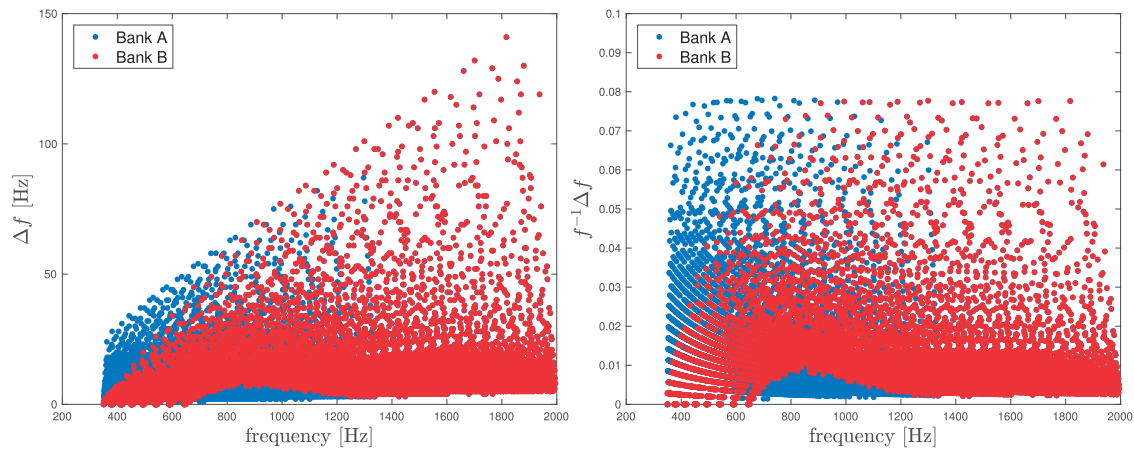 150
100
50
0
200 400 600 800 1000 1200 1400 1600 1800 2000
frequency [Hz]
Δf [Hz]
Bank A
Bank B
0.1
0.09
0.08
0.07
0.06
0.05
0.04
0.03
0.02
0.01
0
200 400 600 800 1000 1200 1400 1600 1800 2000
frequency [Hz]
f⁻¹Δf
Bank A
Bank B